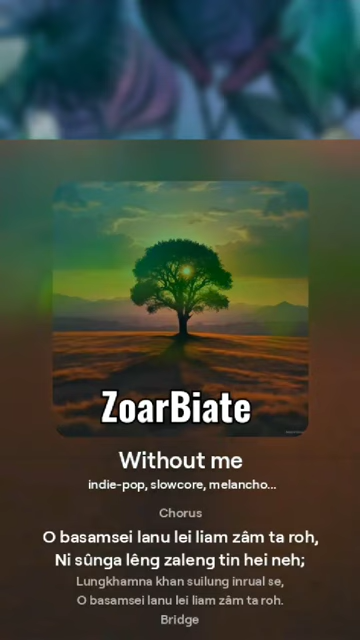 ZoarBiate
Without me
indie-pop, slowcore, melancho...
Chorus
O basamsei lanu lei liam zâm ta roh,
Ni sûnga lêng zaleng tin hei neh;
Lungkhamna khan suilung inrual se,
O basamsei lanu lei liam zâm ta roh.
Bridge